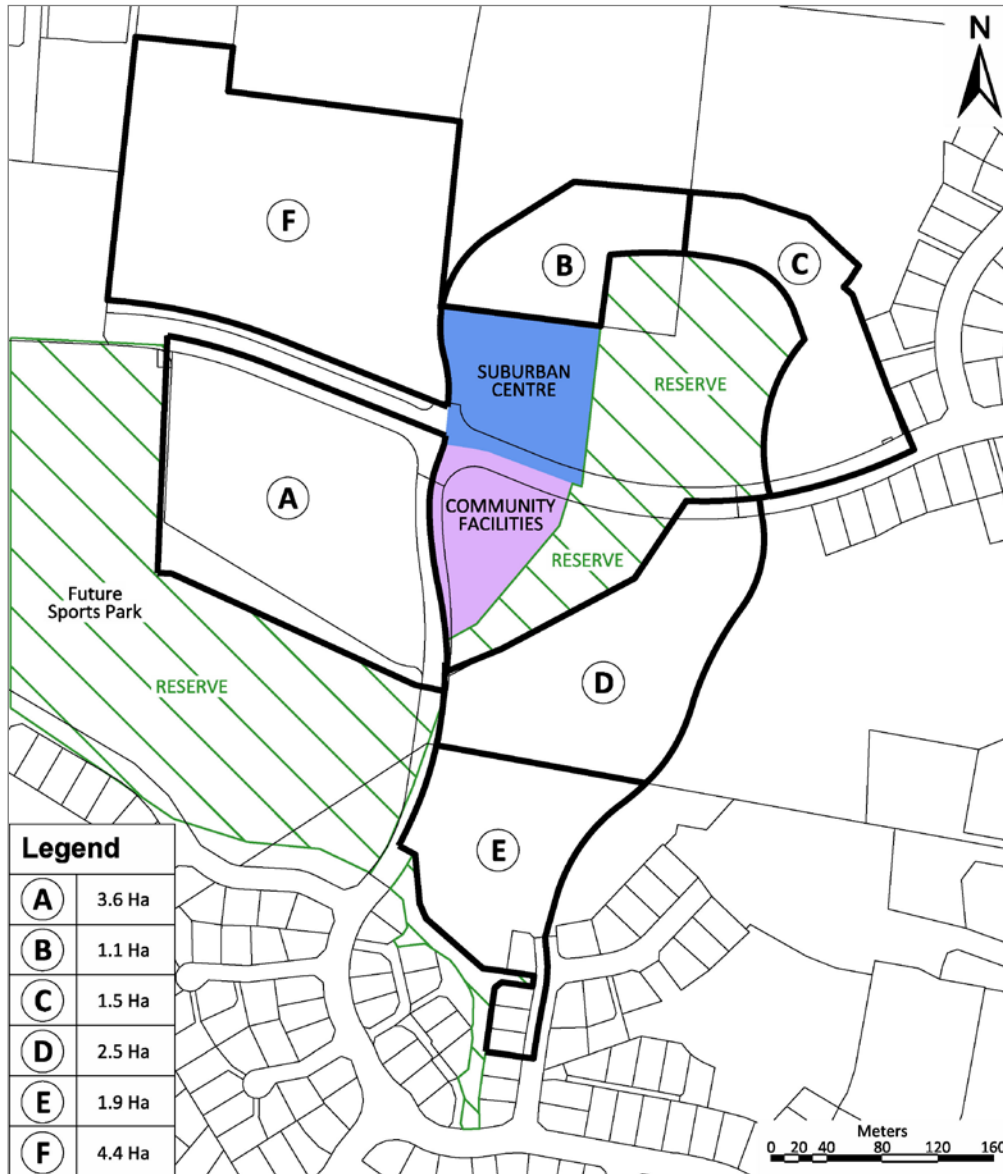 N
F
B
C
SUBURBAN
CENTRE
RESERVE
A
COMMUNITY
FACILITIES
RESERVE
Future
Sports Park
RESERVE
D
E
Legend
A 3.6 Ha
B 1.1 Ha
C 1.5 Ha
D 2.5 Ha
E 1.9 Ha
F 4.4 Ha
Meters
0 20 40 80 120 160